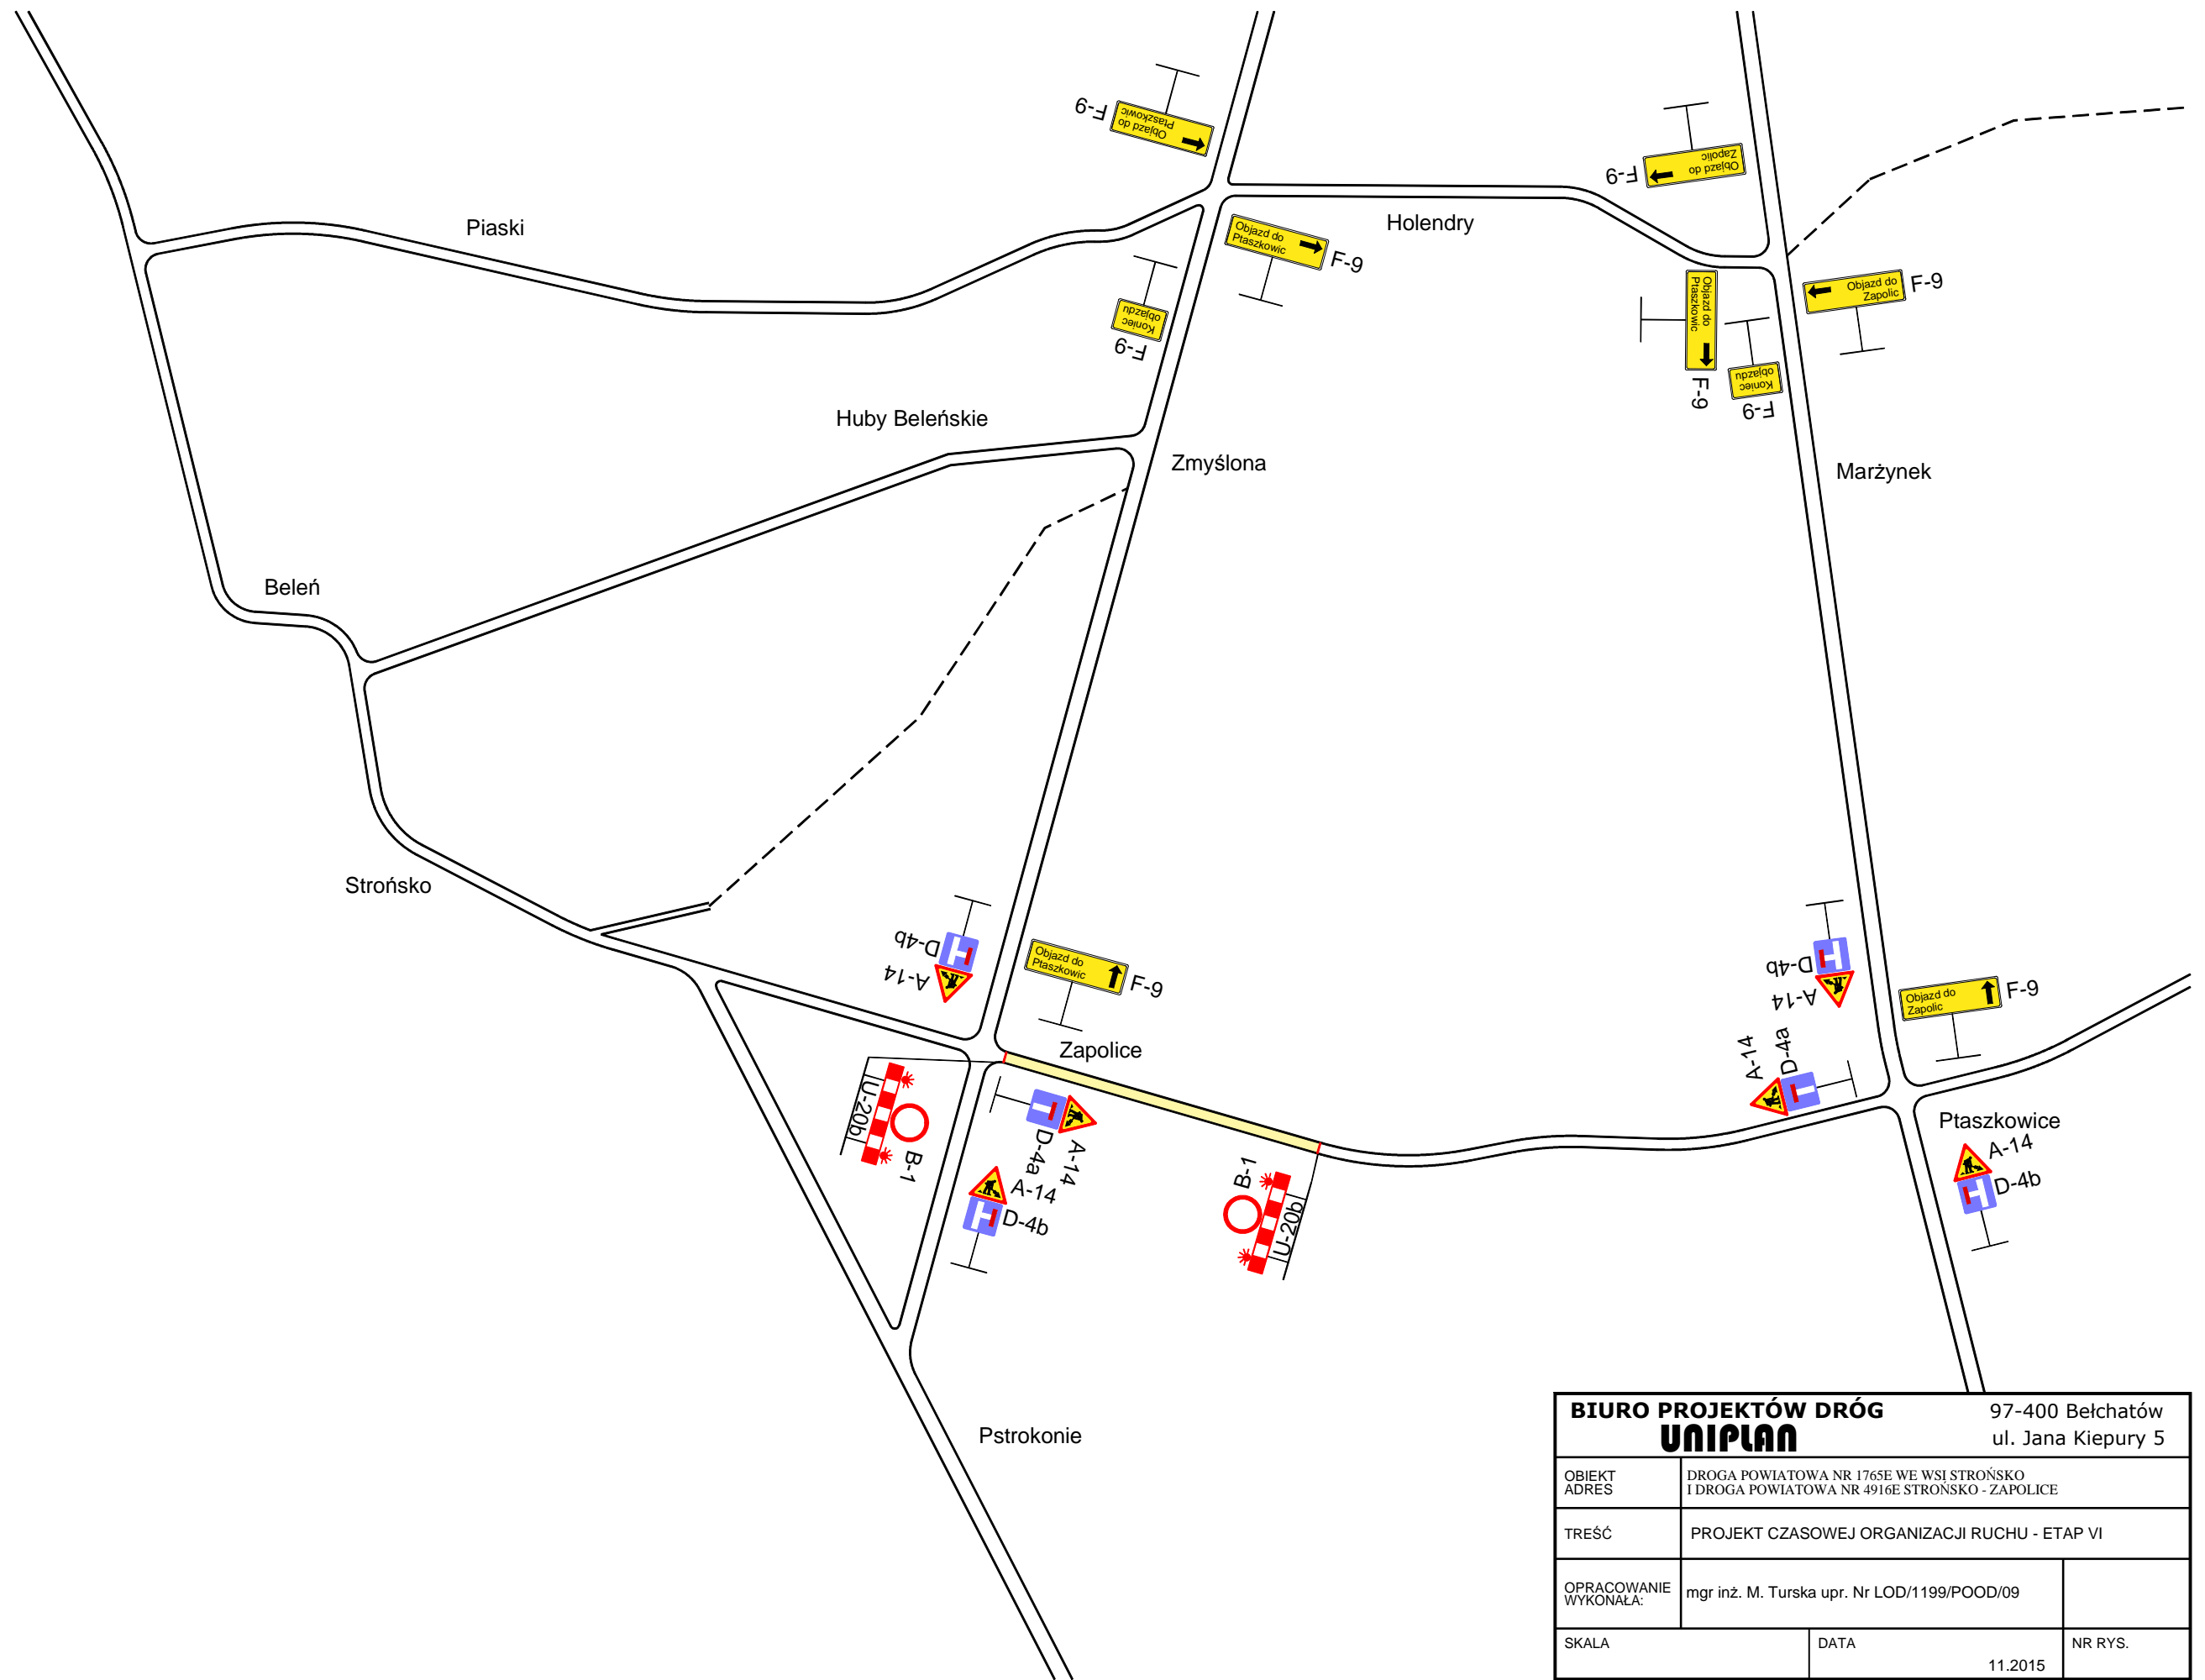 F-9
Objazd do
Ptaszkowic
F-9
Objazd do
Zapolic
Piaski
Holendry
Objazd do
Ptaszkowic
F-9
Koniec
objazdu
F-9
Objazd do
Ptaszkowic
F-9
Koniec
objazdu
F-9
Objazd do
Zapolic
F-9
Huby Beleńskie
Zmyślona
Marżynek
Beleń
Strońsko
D-4b
A-14
Objazd do
Ptaszkowic
F-9
D-4b
A-14
Objazd do
Zapolic
F-9
A-14
D-4a
Zapolice
U-20b
B-1
D-4a
A-14
A-14
D-4b
B-1
U-20b
Ptaszkowice
A-14
D-4b
Pstrokonie
BIURO PROJEKTÓW DRÓG
UNIPLAN
97-400 Bełchatów
ul. Jana Kiepury 5
OBIEKT
ADRES
DROGA POWIATOWA NR 1765E WE WSI STROŃSKO
I DROGA POWIATOWA NR 4916E STROŃSKO - ZAPOLICE
TREŚĆ
PROJEKT CZASOWEJ ORGANIZACJI RUCHU - ETAP VI
OPRACOWANIE
WYKONAŁA:
mgr inż. M. Turska upr. Nr LOD/1199/POOD/09
SKALA
DATA
11.2015
NR RYS.